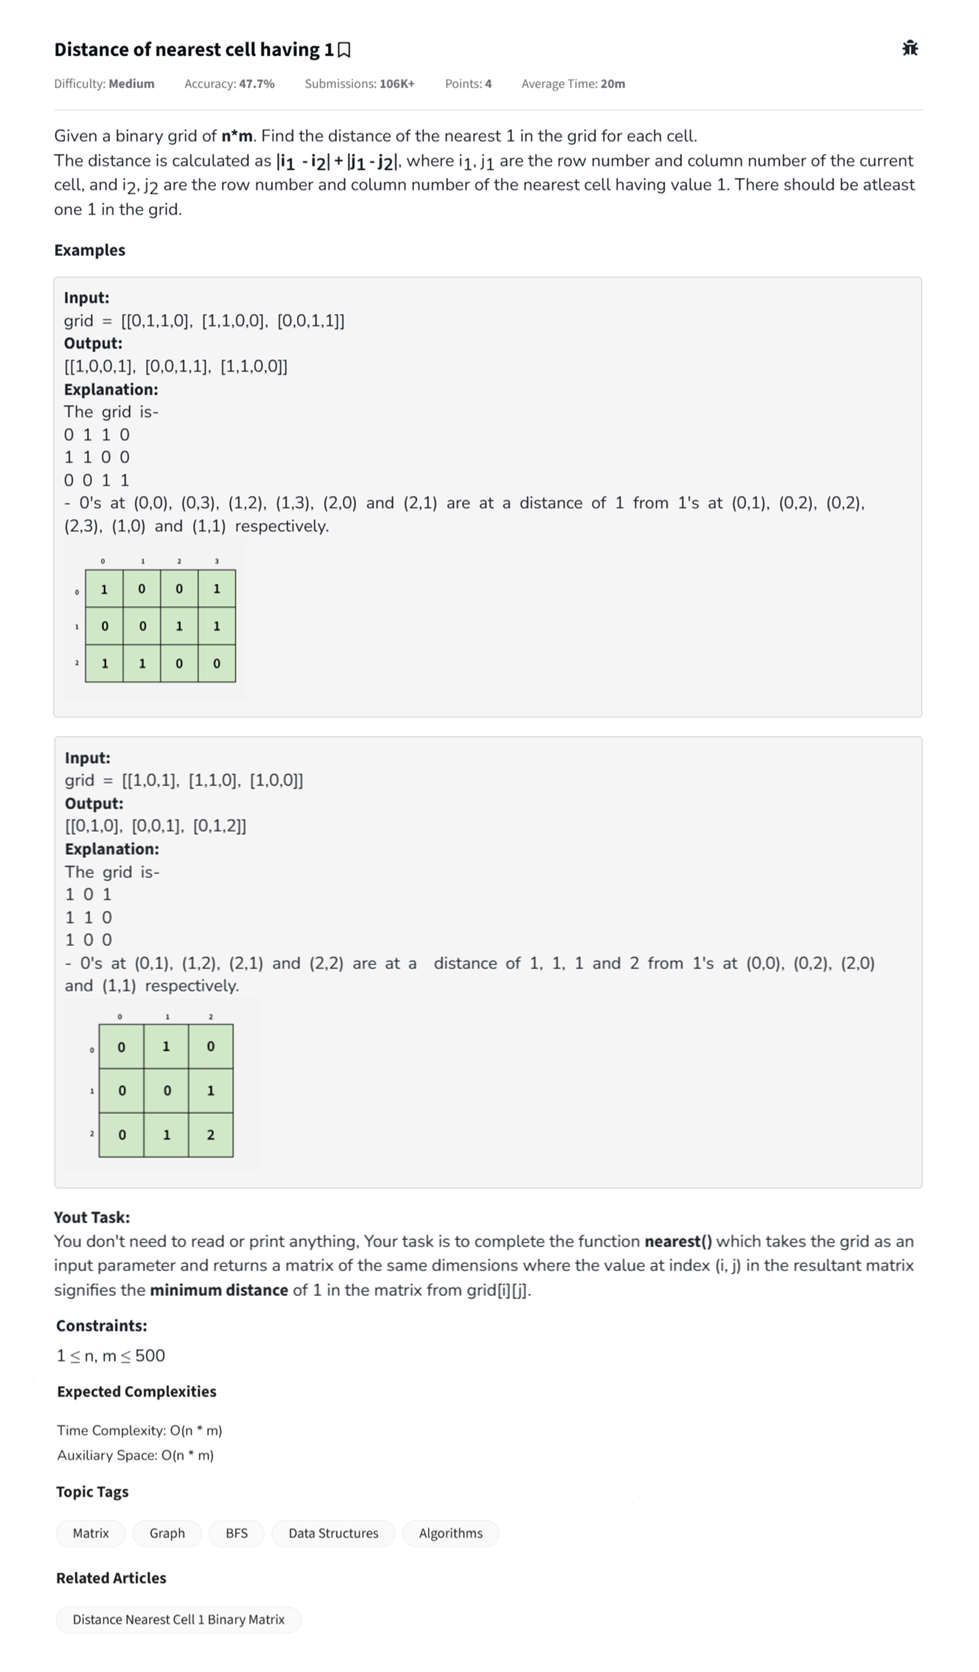 Distance of nearest cell having 1
Difficulty: Medium Accuracy: 47.7% Submissions: 106K+ Points: 4 Average Time: 20m
Given a binary grid of n*m. Find the distance of the nearest 1 in the grid for each cell.
The distance is calculated as |i1 - i2| + |j1 - j2|, where i1, j1 are the row number and column number of the current
cell, and i2, j2 are the row number and column number of the nearest cell having value 1. There should be atleast
one 1 in the grid.
Examples
Input:
grid = [[0,1,1,0], [1,1,0,0], [0,0,1,1]]
Output:
[[1,0,0,1], [0,0,1,1], [1,1,0,0]]
Explanation:
The grid is-
0 1 1 0
1 1 0 0
0 0 1 1
- 0's at (0,0), (0,3), (1,2), (1,3), (2,0) and (2,1) are at a distance of 1 from 1's at (0,1), (0,2), (0,2),
(2,3), (1,0) and (1,1) respectively.
0 1 2 3
0 1 0 0 1
1 0 0 1 1
2 1 1 0 0
Input:
grid = [[1,0,1], [1,1,0], [1,0,0]]
Output:
[[0,1,0], [0,0,1], [0,1,2]]
Explanation:
The grid is-
1 0 1
1 1 0
1 0 0
- 0's at (0,1), (1,2), (2,1) and (2,2) are at a distance of 1, 1, 1 and 2 from 1's at (0,0), (0,2), (2,0)
and (1,1) respectively.
0 1 2
0 0 1 0
1 0 0 1
2 0 1 2
Yout Task:
You don't need to read or print anything, Your task is to complete the function nearest() which takes the grid as an
input parameter and returns a matrix of the same dimensions where the value at index (i, j) in the resultant matrix
signifies the minimum distance of 1 in the matrix from grid[i][j].
Constraints:
1 ≤ n, m ≤ 500
Expected Complexities
Time Complexity: O(n * m)
Auxiliary Space: O(n * m)
Topic Tags
Matrix Graph BFS Data Structures Algorithms
Related Articles
Distance Nearest Cell 1 Binary Matrix